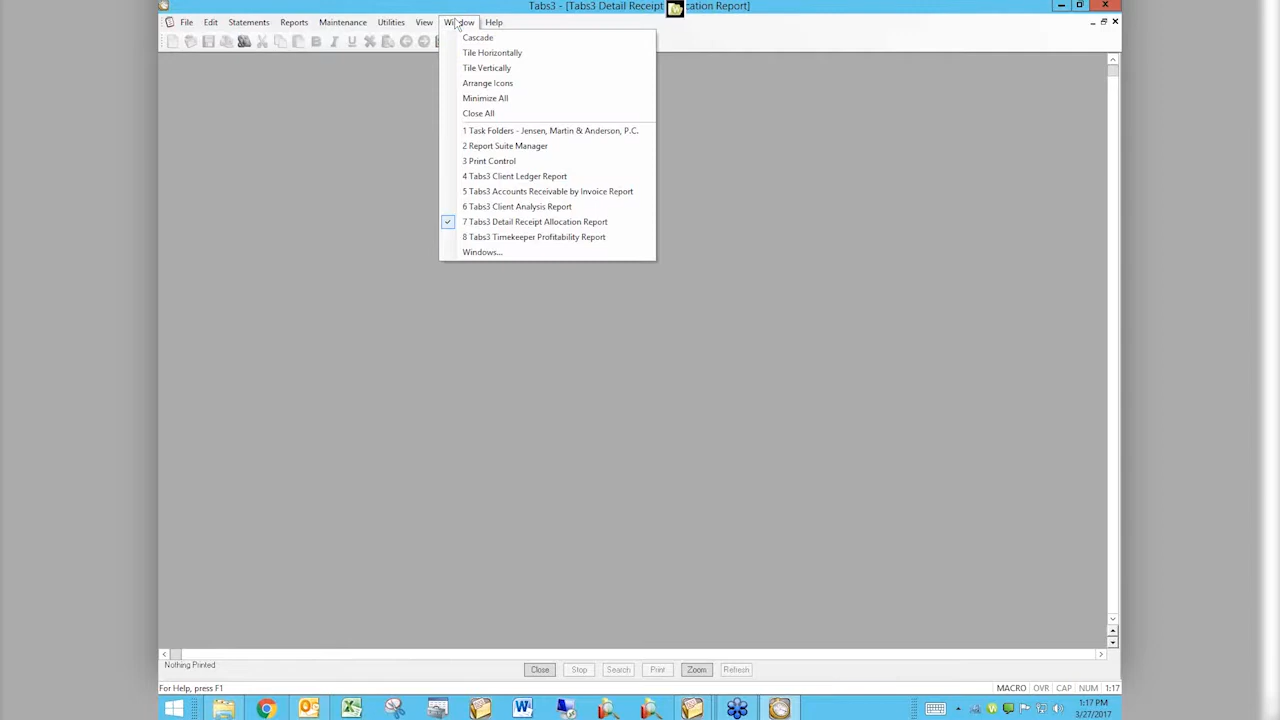 Tabs3 - [Tabs3 Detail Receipt cation Report]
File Edit Statements Reports Maintenance Utilities View Window Help
Cascade
Tile Horizontally
Tile Vertically
Arrange Icons
Minimize All
Close All
1 Task Folders - Jensen, Martin & Anderson, P.C.
2 Report Suite Manager
3 Print Control
4 Tabs3 Client Ledger Report
5 Tabs3 Accounts Receivable by Invoice Report
6 Tabs3 Client Analysis Report
7 Tabs3 Detail Receipt Allocation Report
8 Tabs3 Timekeeper Profitability Report
Windows...
Nothing Printed
Close Stop Search Print Zoom Refresh
For Help, press F1
MACRO OVR CAP NUM 1:17
1:17 PM
3/27/2017